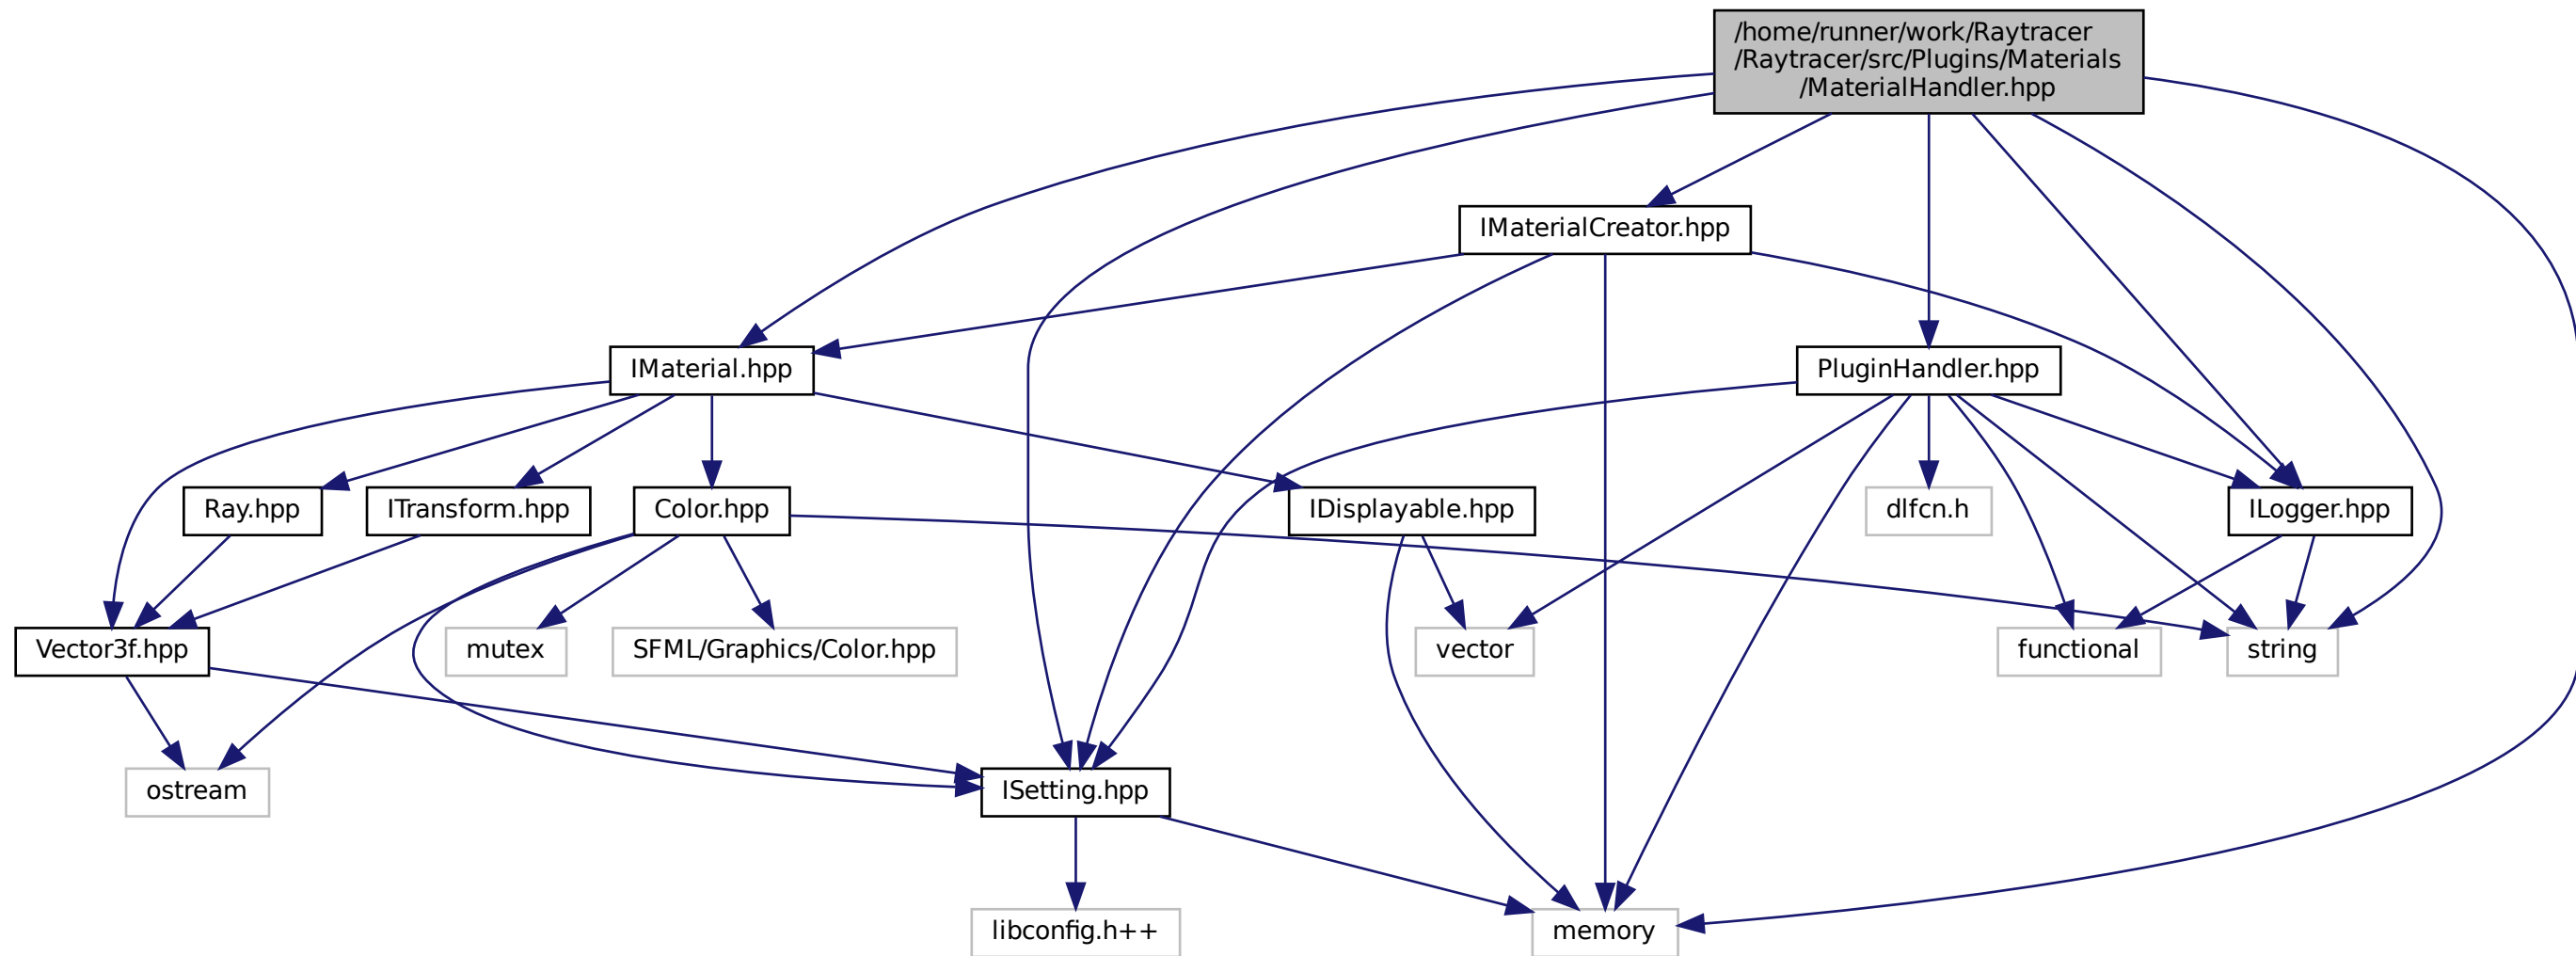 /home/runner/work/Raytracer
/Raytracer/src/Plugins/Materials
/MaterialHandler.hpp
IMaterialCreator.hpp
IMaterial.hpp
PluginHandler.hpp
Ray.hpp
ITransform.hpp
Color.hpp
IDisplayable.hpp
dlfcn.h
ILogger.hpp
Vector3f.hpp
mutex
SFML/Graphics/Color.hpp
vector
functional
string
ostream
ISetting.hpp
libconfig.h++
memory